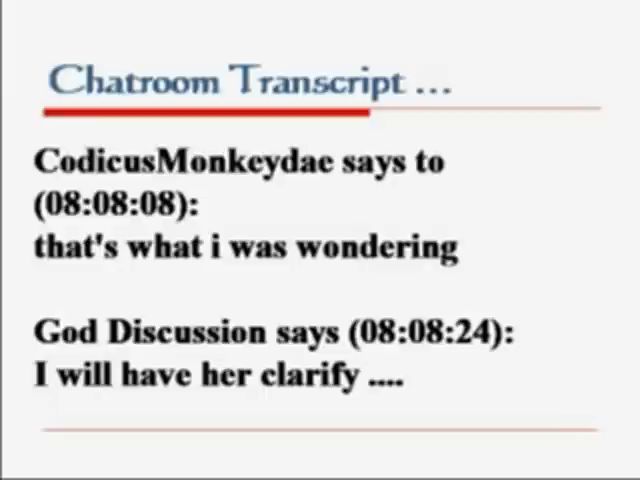 Chatroom Transcript ...
CodicusMonkeydae says to
(08:08:08):
that's what i was wondering
God Discussion says (08:08:24):
I will have her clarify ....